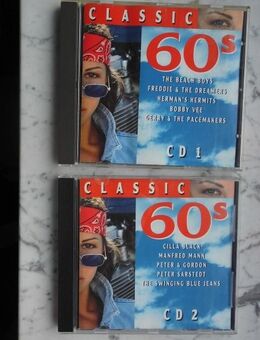 CLASSIC
60s
THE BEACH BOYS
FREDDIE & THE DREAMERS
HERMAN'S HERMITS
BOBBY VEE
GERRY & THE PACEMAKERS
CD 1
CLASSIC
60s
CILLA BLACK
MANFRED MANN
PETER & GORDON
PETER SARSTEDT
THE SWINGING BLUE JEANS
CD 2